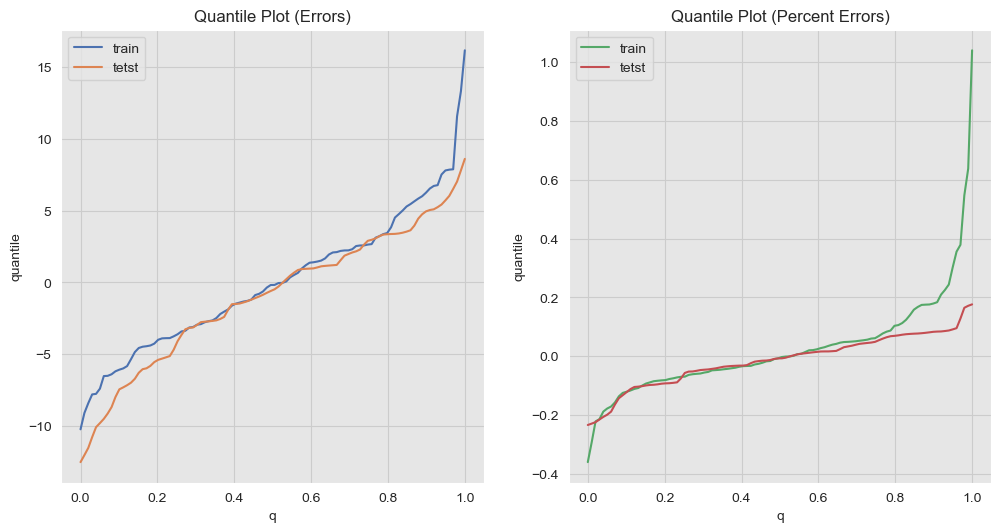 Quantile Plot (Errors)
train
tetst
15
10
5
0
−5
−10
quantile
0.0 0.2 0.4 0.6 0.8 1.0
q
Quantile Plot (Percent Errors)
train
tetst
1.0
0.8
0.6
0.4
0.2
0.0
−0.2
−0.4
quantile
0.0 0.2 0.4 0.6 0.8 1.0
q